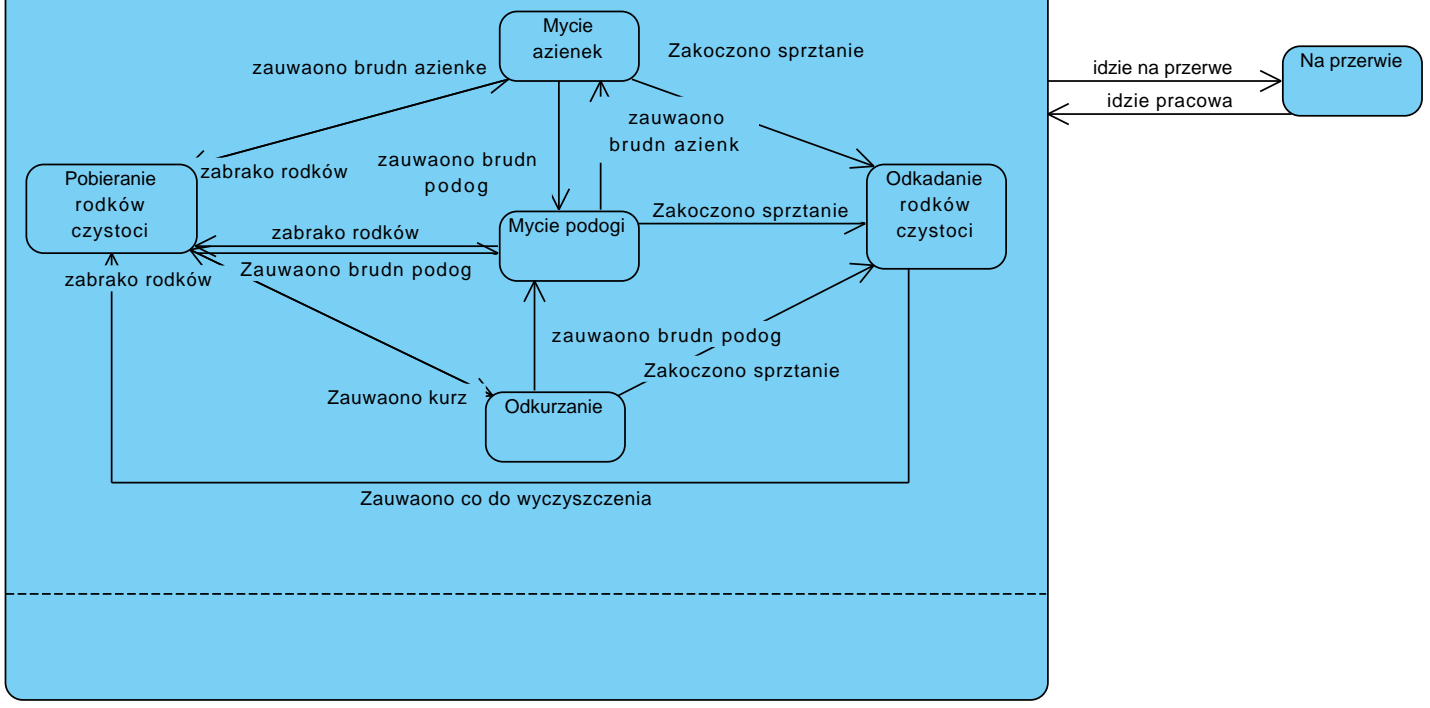 Mycie
azienek
Zakoczono sprztanie
zauwaono brudn azienke
idzie na przerwe
Na przerwie
idzie pracowa
zauwaono
brudn azienk
zauwaono brudn
podog
zabrako rodków
Pobieranie
rodków
czystoci
Odkadanie
rodków
czystoci
Zakoczono sprztanie
Mycie podogi
zabrako rodków
Zauwaono brudn podog
zabrako rodków
zauwaono brudn podog
Zakoczono sprztanie
Zauwaono kurz
Odkurzanie
Zauwaono co do wyczyszczenia